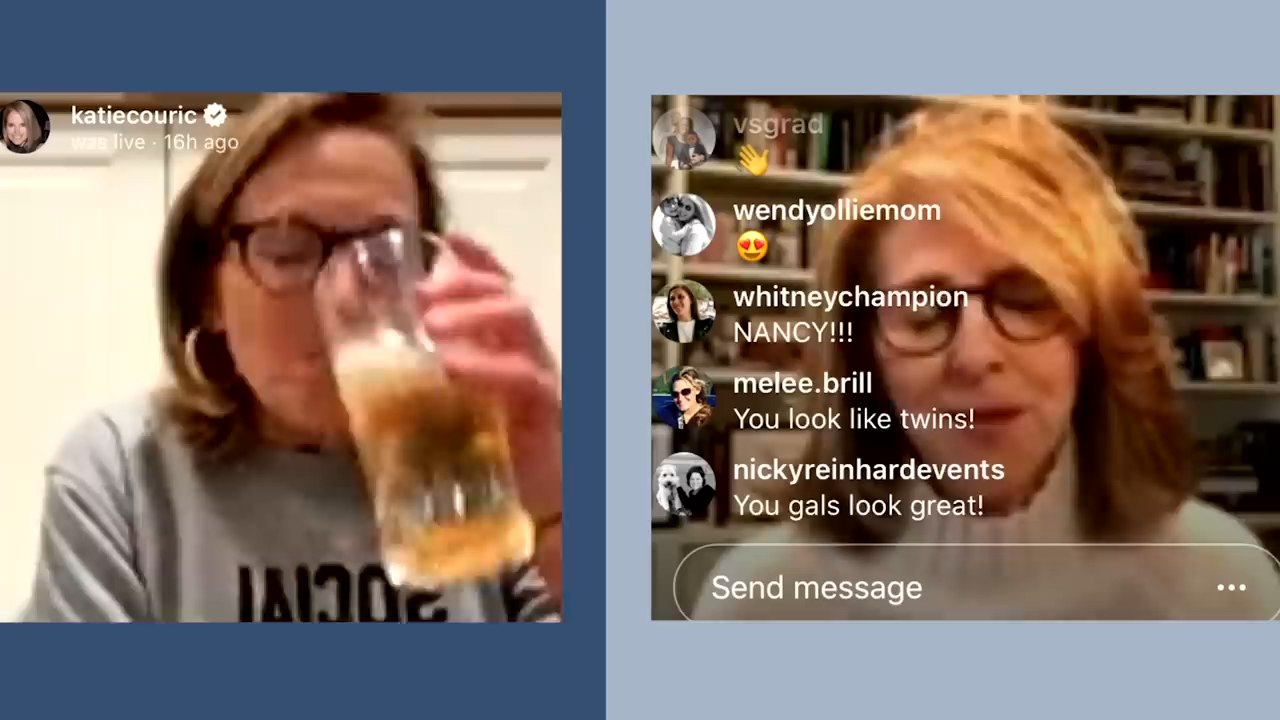 katiecouric
was live · 16h ago
SOCIAL
vsgrad
👋
wendyolliemom
😍
whitneychampion
NANCY!!!
melee.brill
You look like twins!
nickyreinhardevents
You gals look great!
Send message